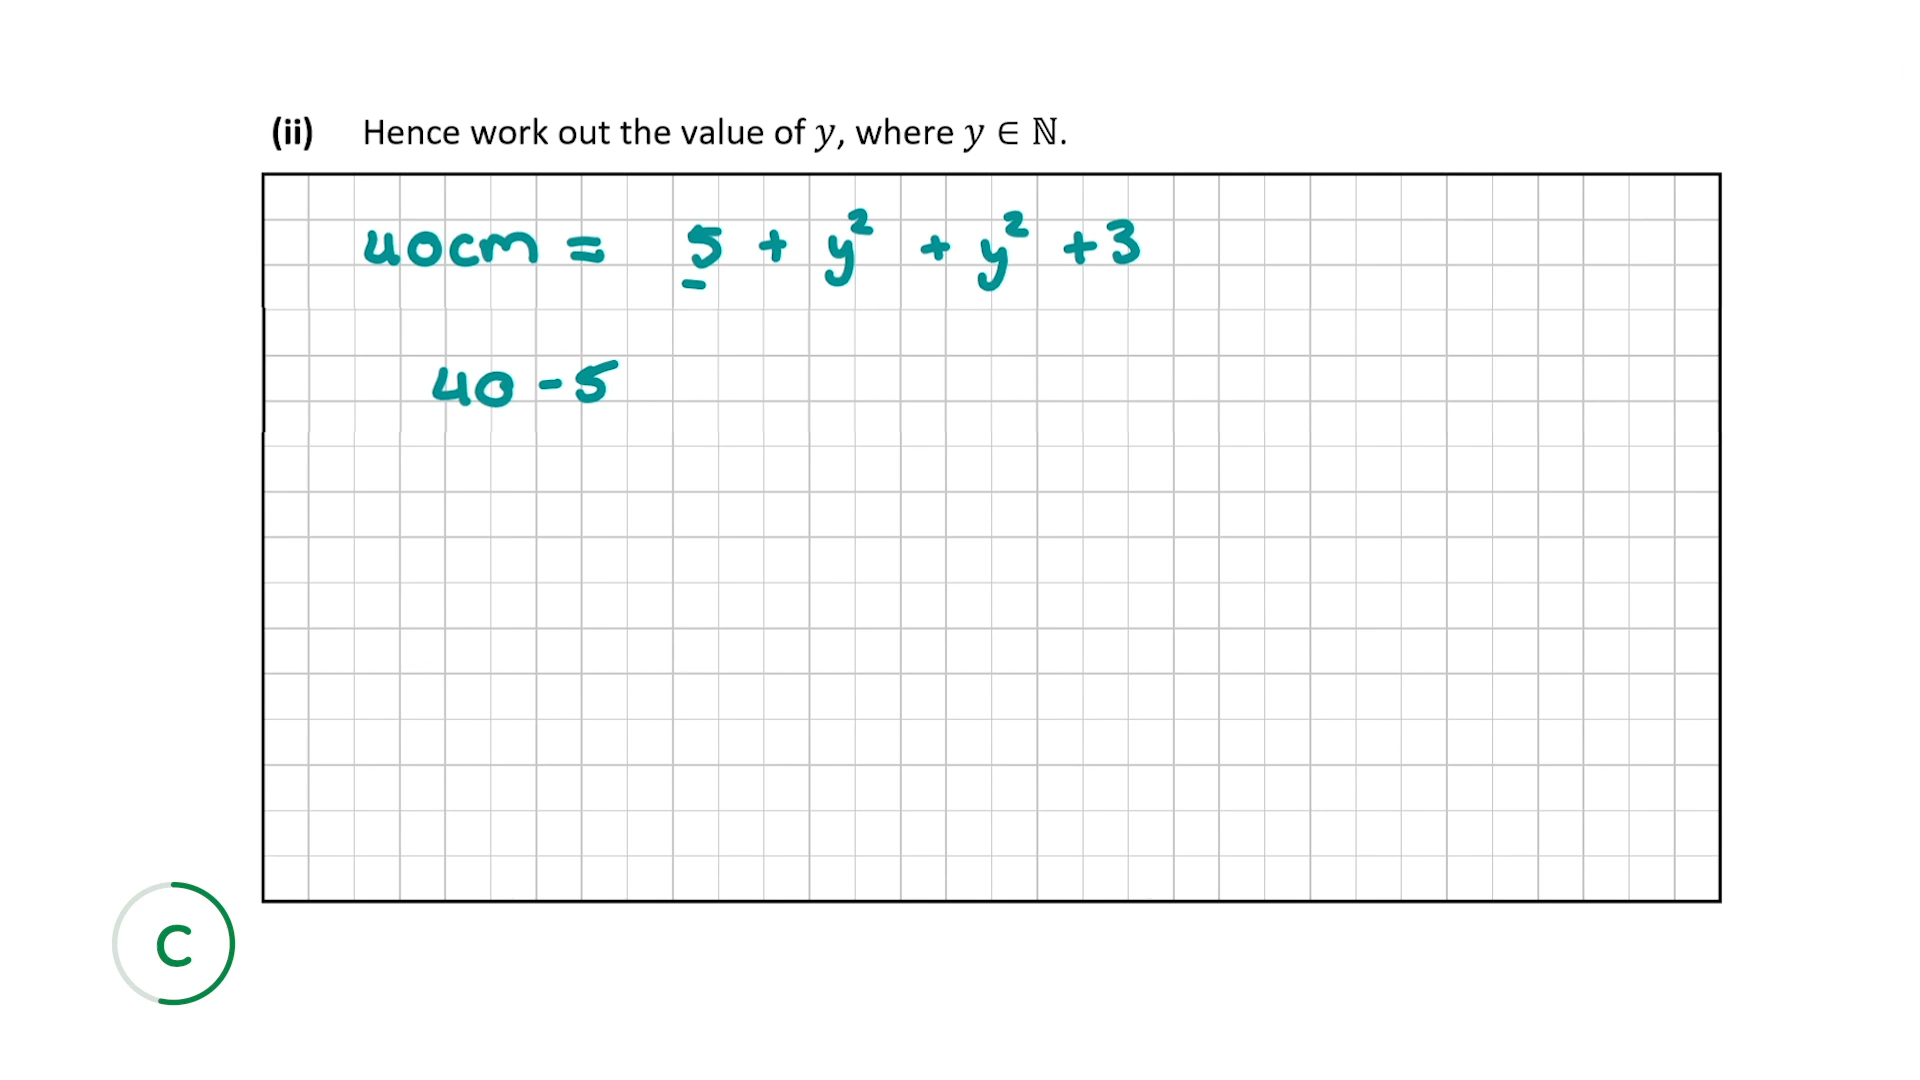 (ii) Hence work out the value of y, where y ∈ ℕ.
40cm = 5 + y² + y² + 3
40 - 5
C